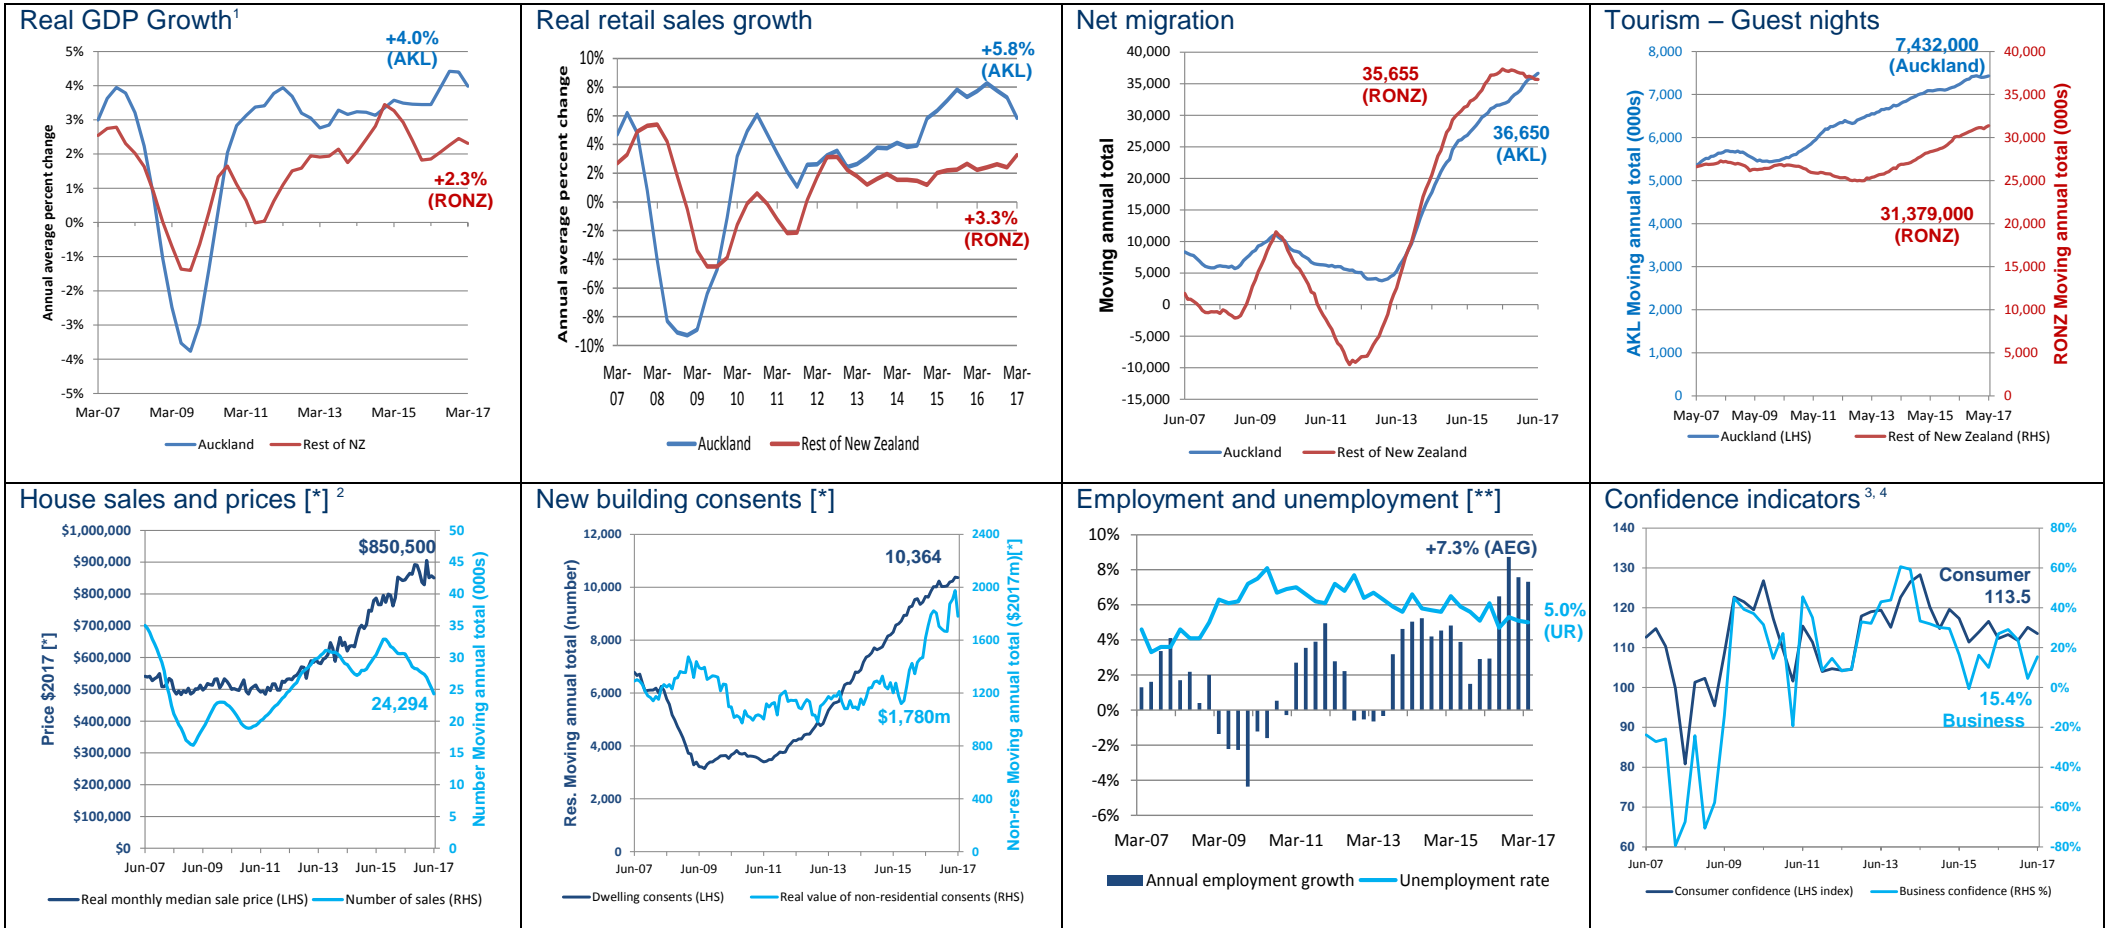 Real GDP Growth1
+4.0%
(AKL)
5%
4%
3%
2%
1%
0%
-1%
-2%
-3%
-4%
-5%
Annual average percent change
+2.3%
(RONZ)
Mar-07 Mar-09 Mar-11 Mar-13 Mar-15 Mar-17
Auckland Rest of NZ
Real retail sales growth
+5.8%
(AKL)
10%
8%
6%
4%
2%
0%
-2%
-4%
-6%
-8%
-10%
Annual average percent change
+3.3%
(RONZ)
Mar- Mar- Mar- Mar- Mar- Mar- Mar- Mar- Mar- Mar- Mar-
07 08 09 10 11 12 13 14 15 16 17
Auckland Rest of New Zealand
Net migration
40,000
35,000
30,000
25,000
20,000
15,000
10,000
5,000
0
-5,000
-10,000
-15,000
Moving annual total
35,655
(RONZ)
36,650
(AKL)
Jun-07 Jun-09 Jun-11 Jun-13 Jun-15 Jun-17
Auckland Rest of New Zealand
Tourism – Guest nights
7,432,000
(Auckland)
8,000
7,000
6,000
5,000
4,000
3,000
2,000
1,000
0
AKL Moving annual total (000s)
31,379,000
(RONZ)
40,000
35,000
30,000
25,000
20,000
15,000
10,000
5,000
0
RONZ Moving annual total (000s)
May-07 May-09 May-11 May-13 May-15 May-17
Auckland (LHS) Rest of New Zealand (RHS)
House sales and prices [*] 2
$1,000,000
$900,000
$800,000
$700,000
$600,000
$500,000
$400,000
$300,000
$200,000
$100,000
$0
Price $2017 [*]
$850,500
24,294
50
45
40
35
30
25
20
15
10
5
0
Number Moving annual total (000s)
Jun-07 Jun-09 Jun-11 Jun-13 Jun-15 Jun-17
Real monthly median sale price (LHS) Number of sales (RHS)
New building consents [*]
12,000
10,000
8,000
6,000
4,000
2,000
0
Res. Moving annual total (number)
10,364
$1,780m
2400
2000
1600
1200
800
400
0
Non-res Moving annual total ($2017m)[*]
Jun-07 Jun-09 Jun-11 Jun-13 Jun-15 Jun-17
Dwelling consents (LHS) Real value of non-residential consents (RHS)
Employment and unemployment [**]
10%
8%
6%
4%
2%
0%
-2%
-4%
-6%
+7.3% (AEG)
5.0%
(UR)
Mar-07 Mar-09 Mar-11 Mar-13 Mar-15 Mar-17
Annual employment growth Unemployment rate
Confidence indicators 3, 4
140
130
120
110
100
90
80
70
60
Consumer
113.5
15.4%
Business
80%
60%
40%
20%
0%
-20%
-40%
-60%
-80%
Jun-07 Jun-09 Jun-11 Jun-13 Jun-15 Jun-17
Consumer confidence (LHS index) Business confidence (RHS %)